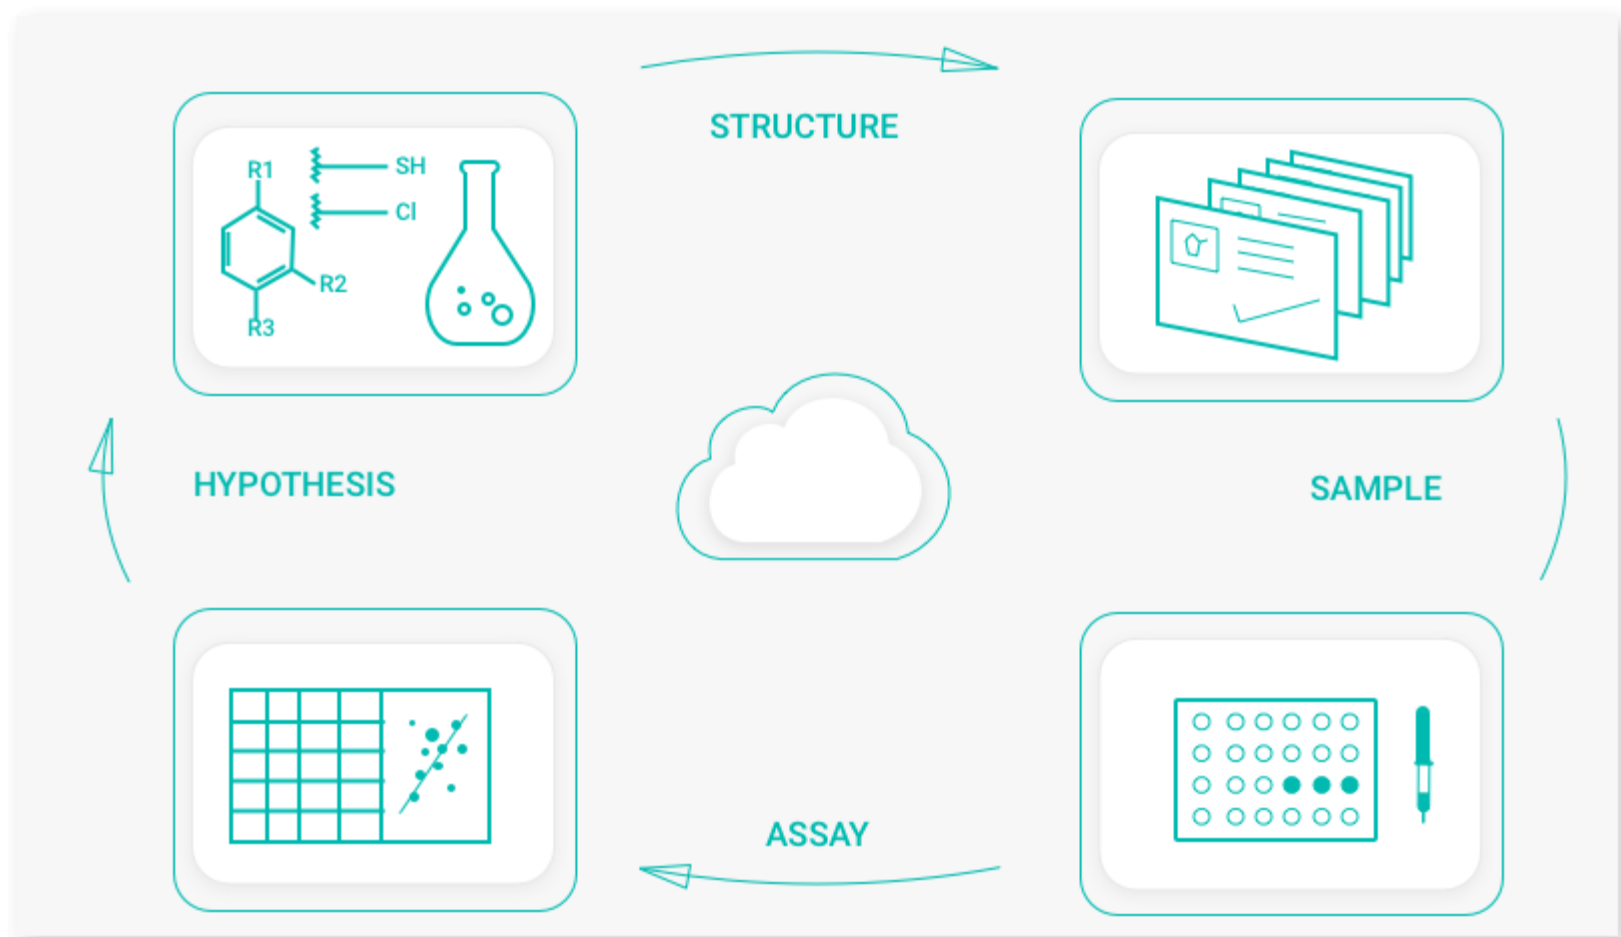 STRUCTURE
R1
SH
Cl
R2
R3
HYPOTHESIS
SAMPLE
ASSAY